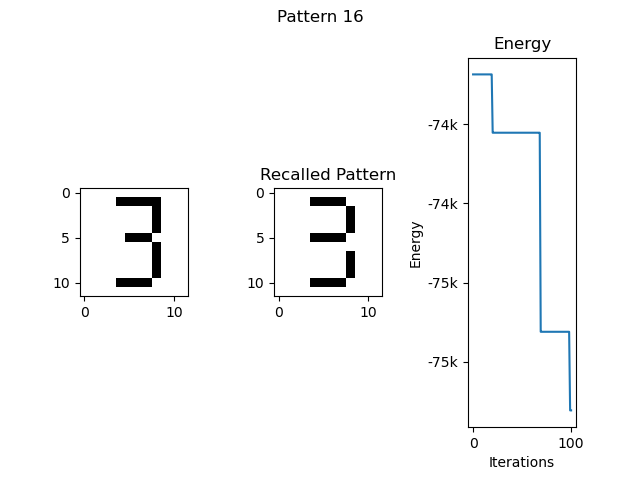 Pattern 16
Energy
Recalled Pattern
0
5
10
0
10
0
5
10
0
10
Energy
-74k
-74k
-75k
-75k
0
100
Iterations